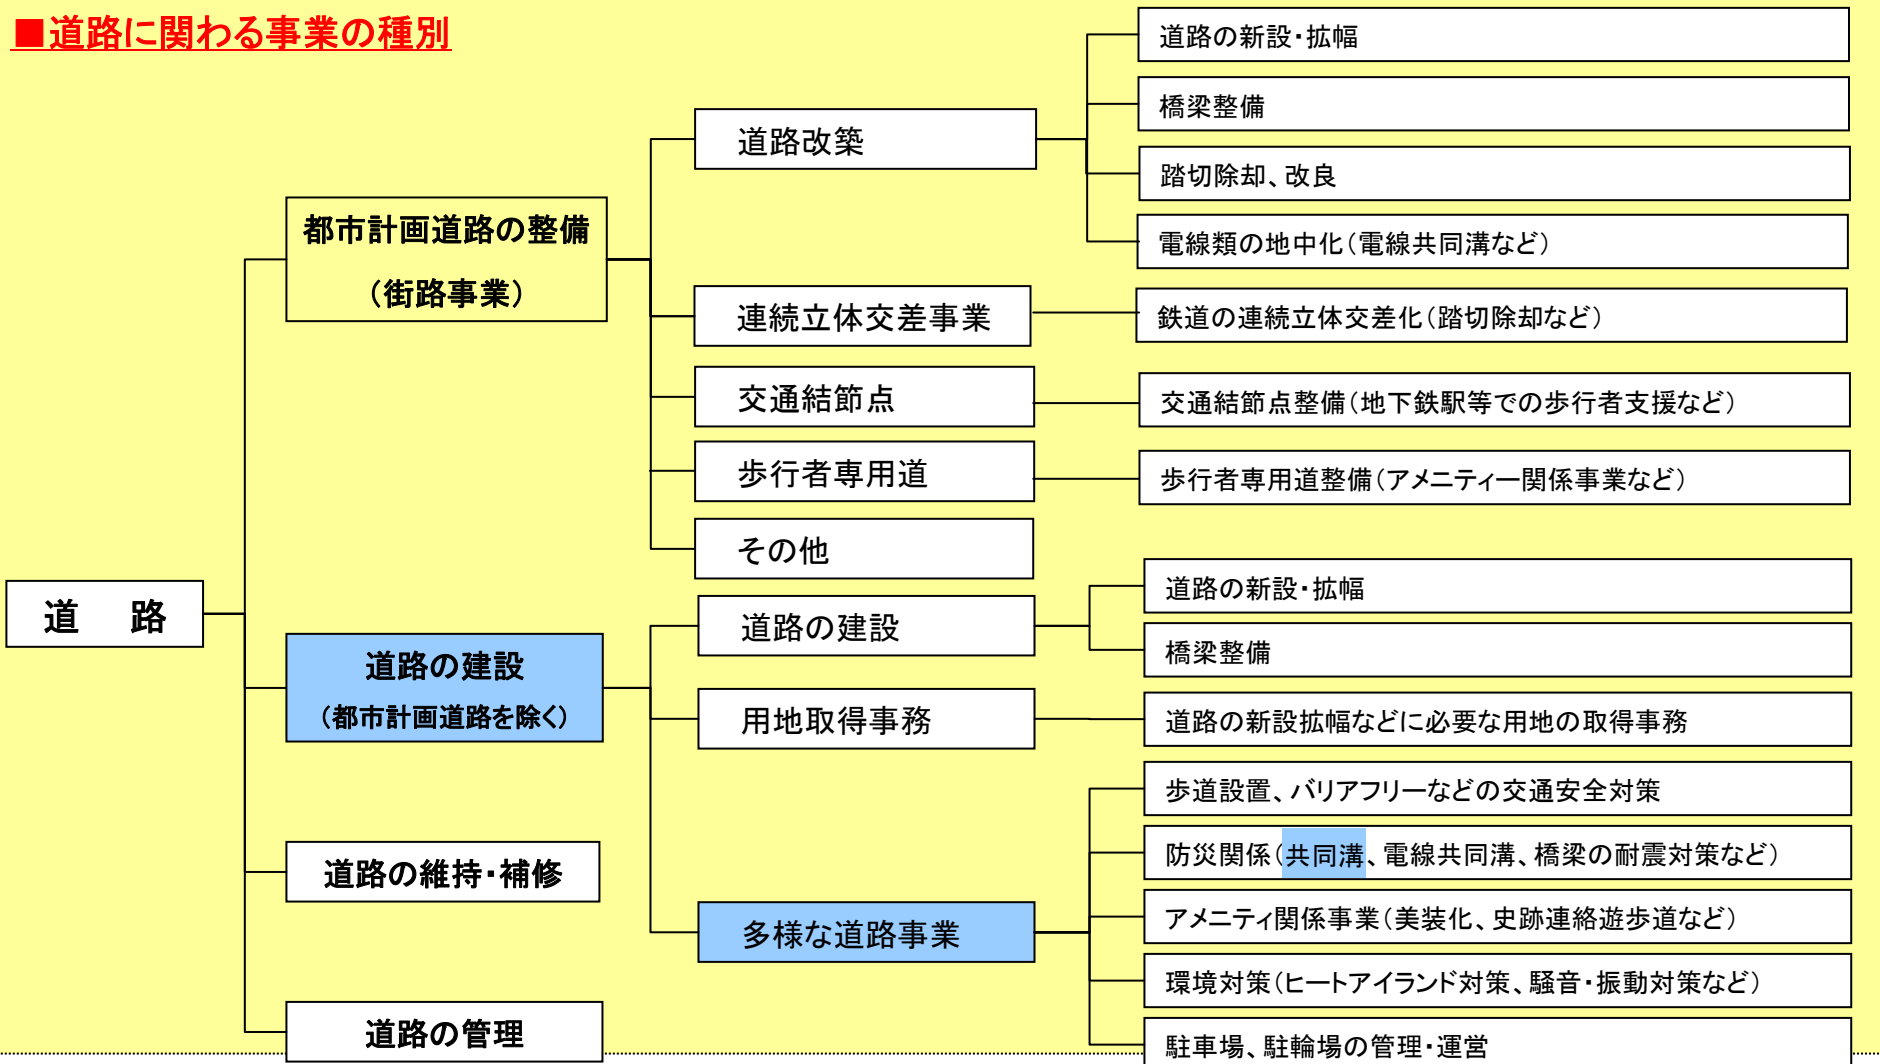 ■道路に関わる事業の種別
道　路
都市計画道路の整備
（街路事業）
道路改築
道路の新設・拡幅
橋梁整備
踏切除却、改良
電線類の地中化（電線共同溝など）
連続立体交差事業
鉄道の連続立体交差化（踏切除却など）
交通結節点
交通結節点整備（地下鉄駅等での歩行者支援など）
歩行者専用道
歩行者専用道整備（アメニティー関係事業など）
その他
道路の建設
（都市計画道路を除く）
道路の建設
道路の新設・拡幅
橋梁整備
用地取得事務
道路の新設拡幅などに必要な用地の取得事務
多様な道路事業
歩道設置、バリアフリーなどの交通安全対策
防災関係（共同溝、電線共同溝、橋梁の耐震対策など）
アメニティ関係事業（美装化、史跡連絡遊歩道など）
環境対策（ヒートアイランド対策、騒音・振動対策など）
駐車場、駐輪場の管理・運営
道路の維持・補修
道路の管理